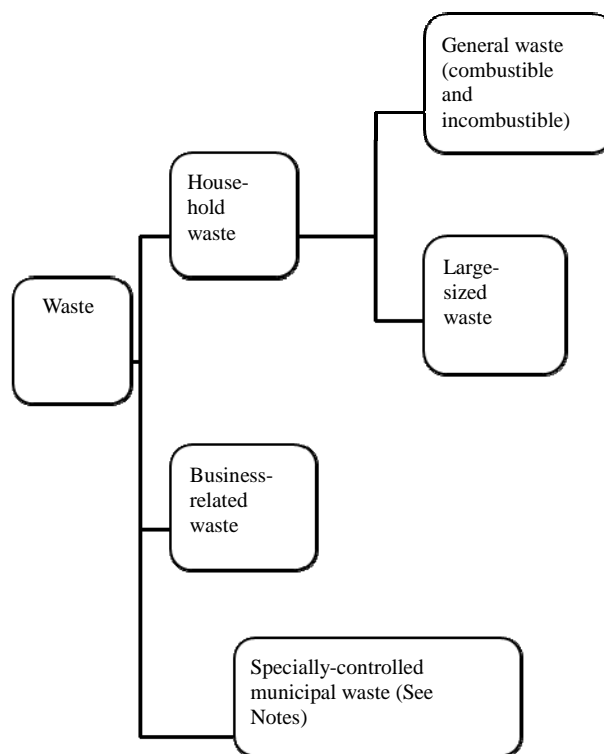 General waste
(combustible
and
incombustible)
House-
hold
waste
Large-
sized
waste
Waste
Business-
related
waste
Specially-controlled
municipal waste (See
Notes)